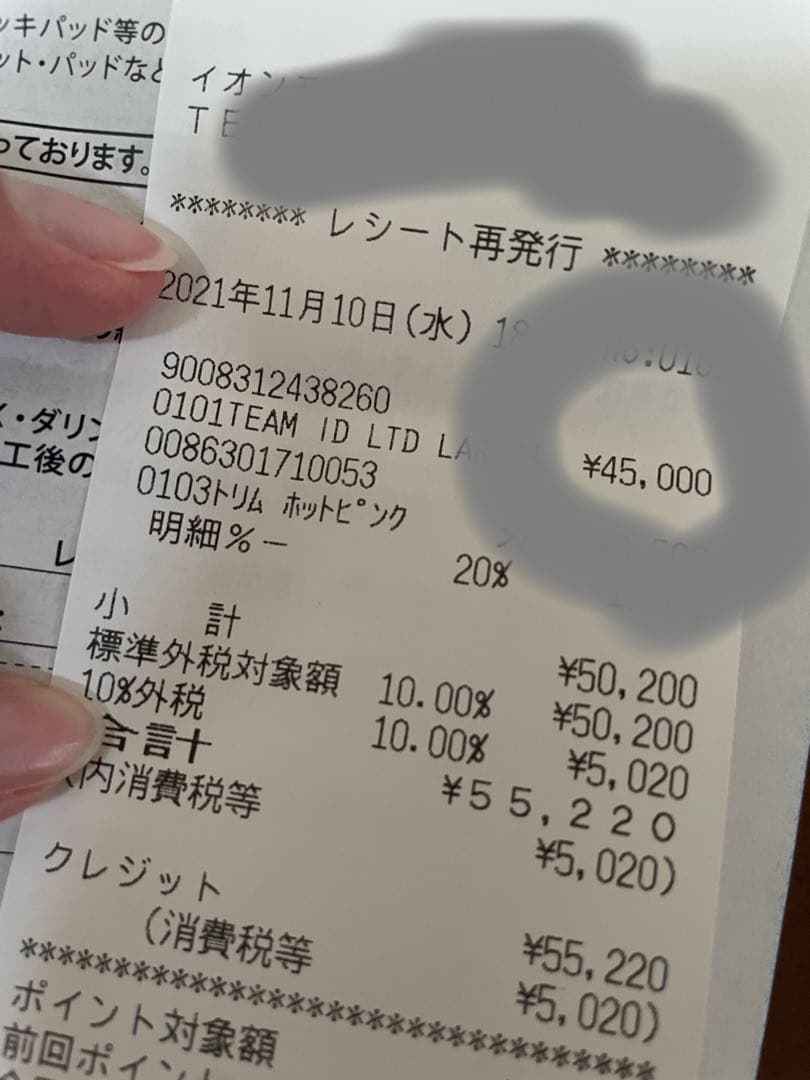 ッキパッド等の
ット・パッドなど
っております。
イオン
TE
******** レシート再発行 ********
2021年11月10日(水)
9008312438260
0101TEAM ID LTD LA ¥45,000
0086301710053
0103トリム ホットピンク
明細%- 20%
小 計 ¥50,200
標準外税対象額 10.00% ¥50,200
10%外税 10.00% ¥5,020
合計 ¥55,220
(内消費税等 ¥5,020)
クレジット ¥55,220
(消費税等 ¥5,020)
*********************************
ポイント対象額
前回ポイント
・ダリン
工後の
レ